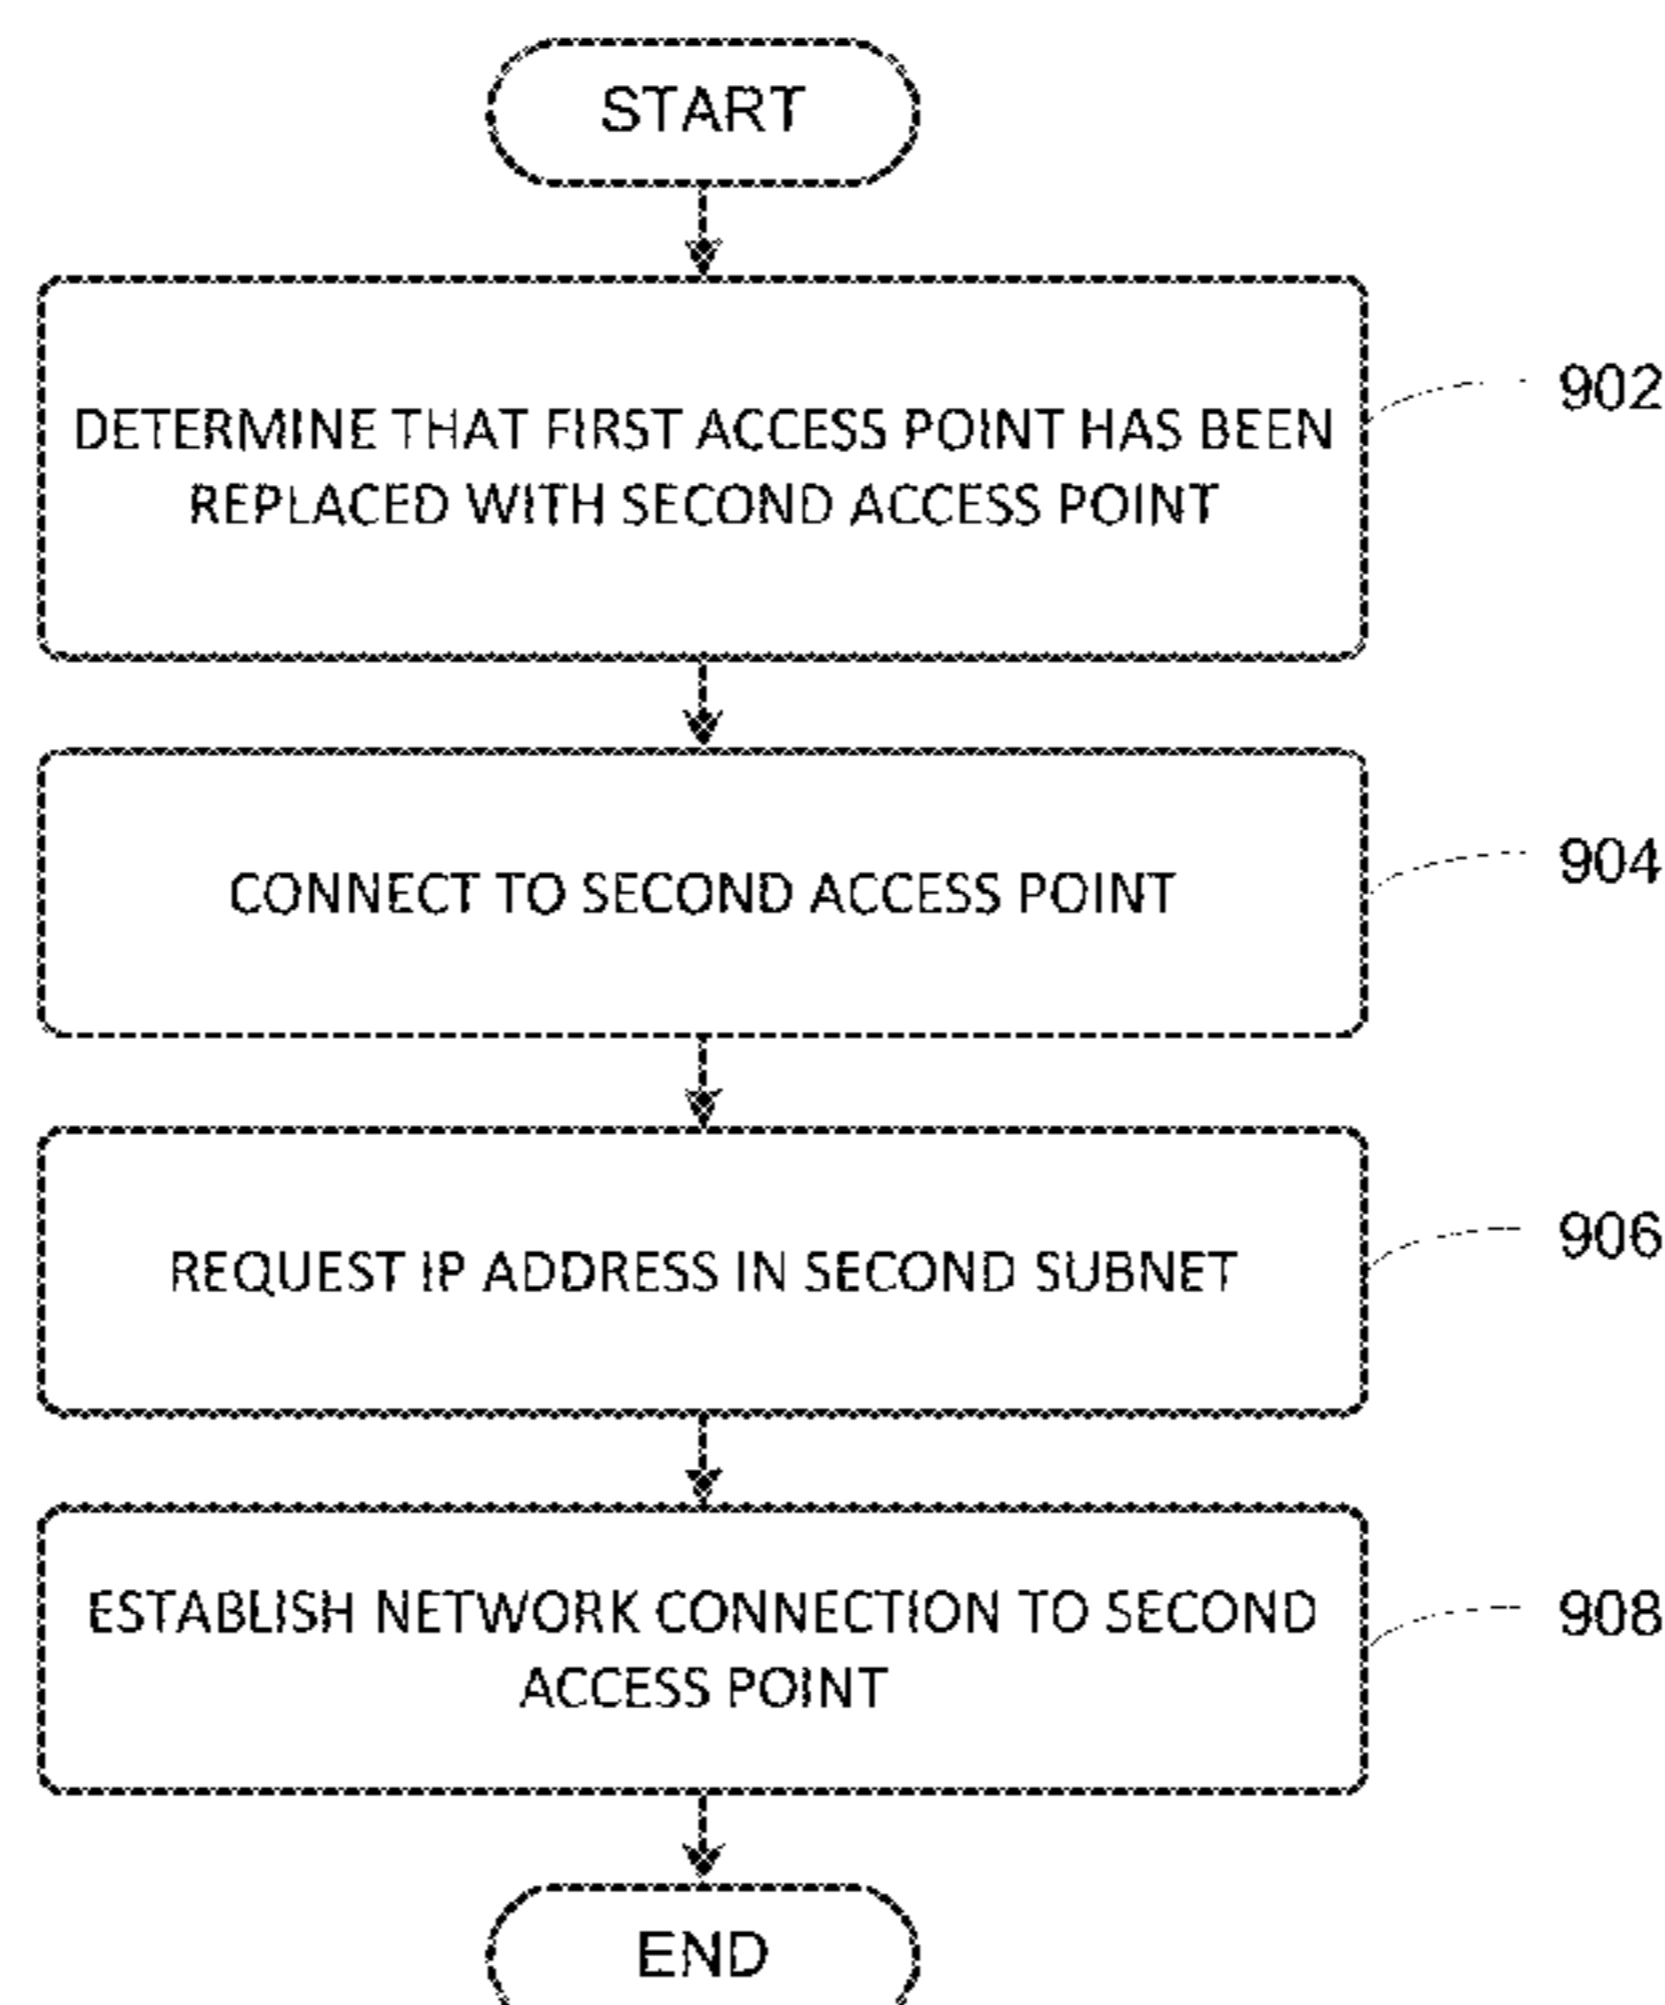 START
DETERMINE THAT FIRST ACCESS POINT HAS BEEN
REPLACED WITH SECOND ACCESS POINT
902
CONNECT TO SECOND ACCESS POINT
904
REQUEST IP ADDRESS IN SECOND SUBNET
906
ESTABLISH NETWORK CONNECTION TO SECOND
ACCESS POINT
908
END